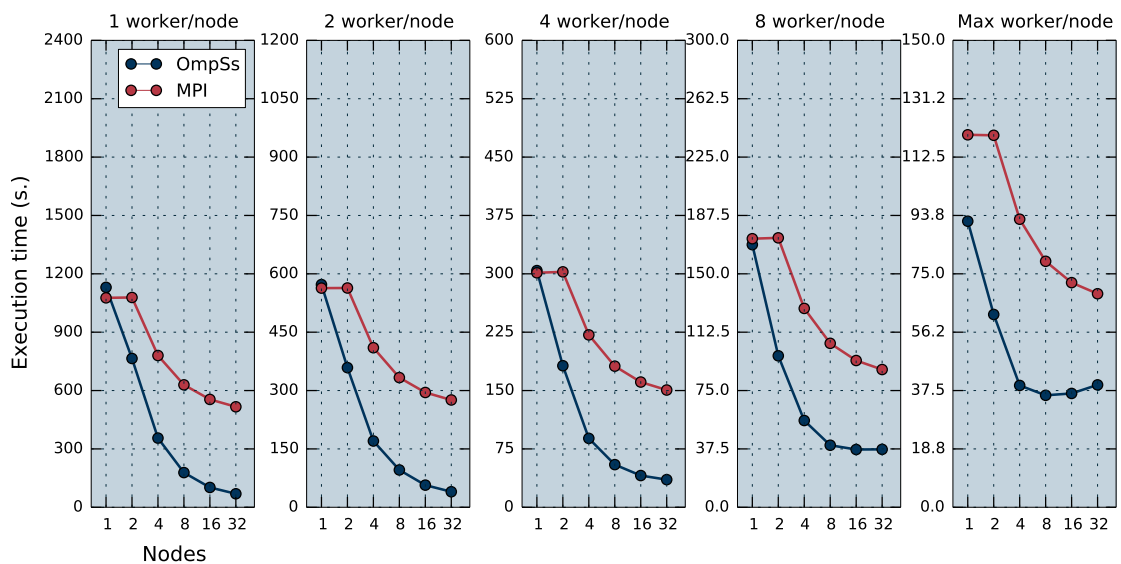 1 worker/node 2 worker/node 4 worker/node 8 worker/node Max worker/node
2400 1200 600 300.0 150.0
OmpSs
MPI
2100 1050 525 262.5 131.2
1800 900 450 225.0 112.5
1500 750 375 187.5 93.8
1200 600 300 150.0 75.0
900 450 225 112.5 56.2
600 300 150 75.0 37.5
300 150 75 37.5 18.8
0 0 0 0.0 0.0
Execution time (s.)
1 2 4 8 16 32 1 2 4 8 16 32 1 2 4 8 16 32 1 2 4 8 16 32 1 2 4 8 16 32
Nodes